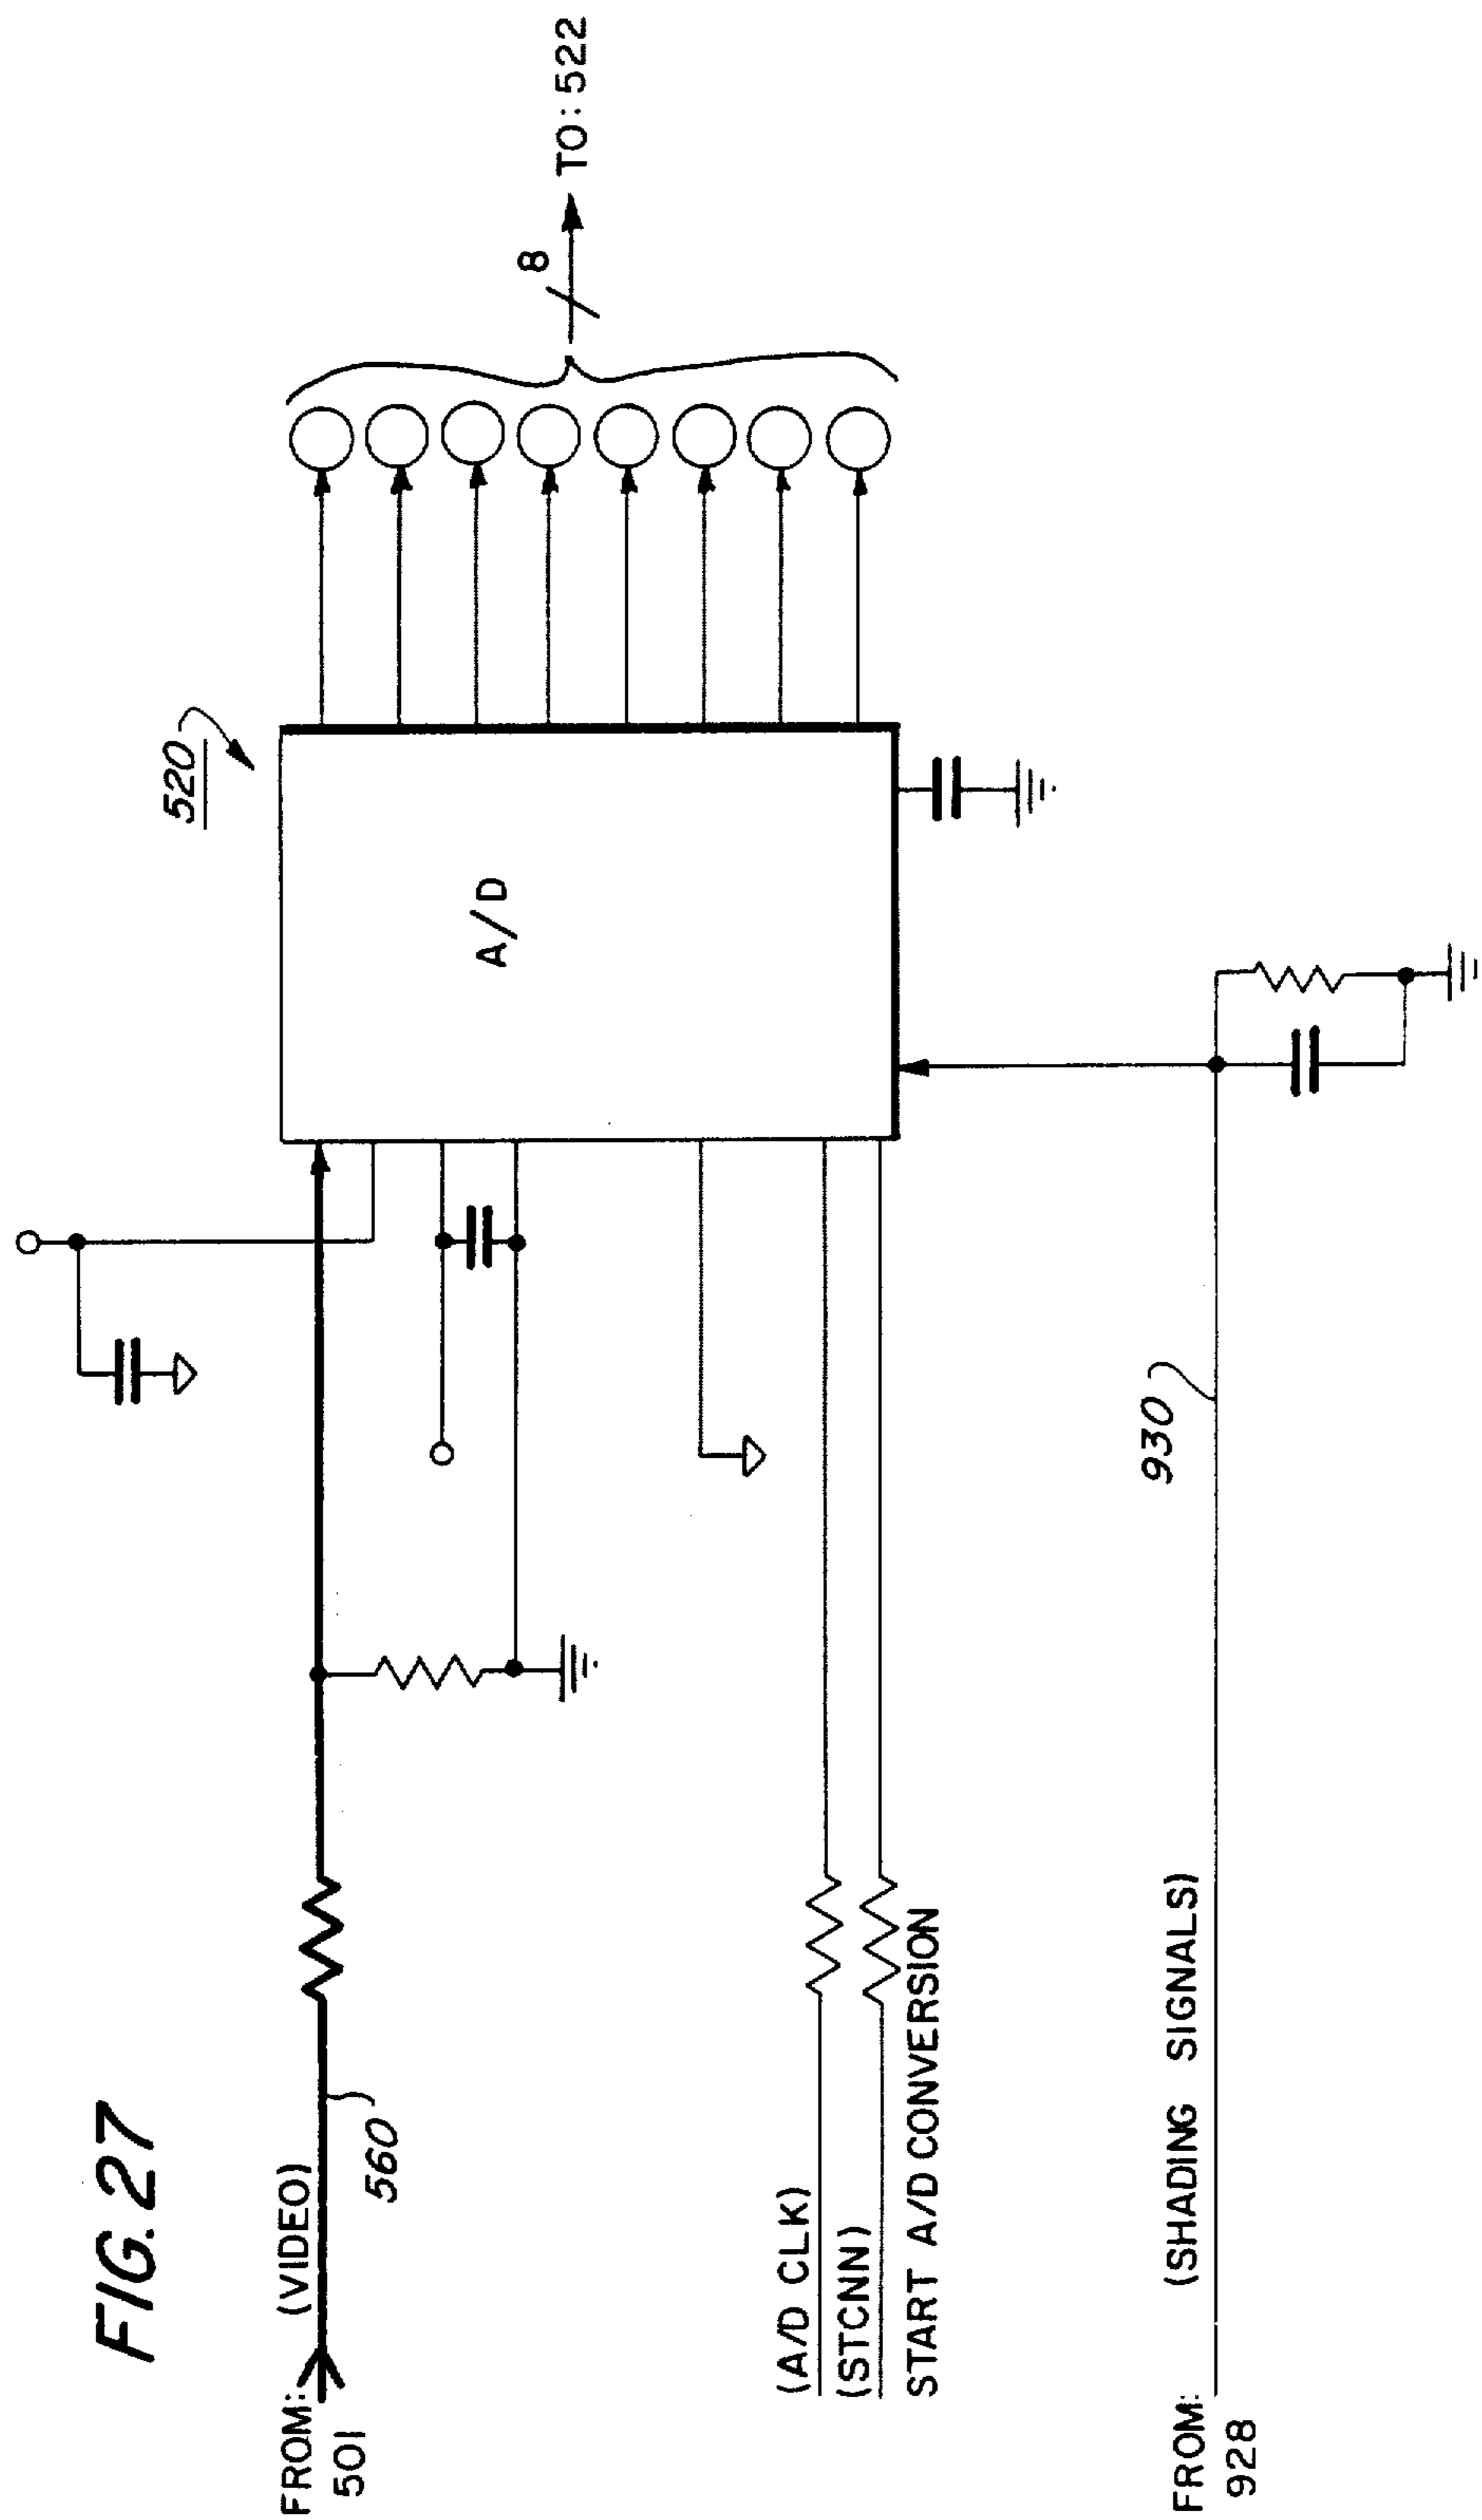 FIG. 27
(VIDEO)
FROM:
501
560
520
A/D
8
TO: 522
(A/D CLK)
(STCNN)
START A/D CONVERSION
930
(SHADING SIGNALS)
FROM:
928